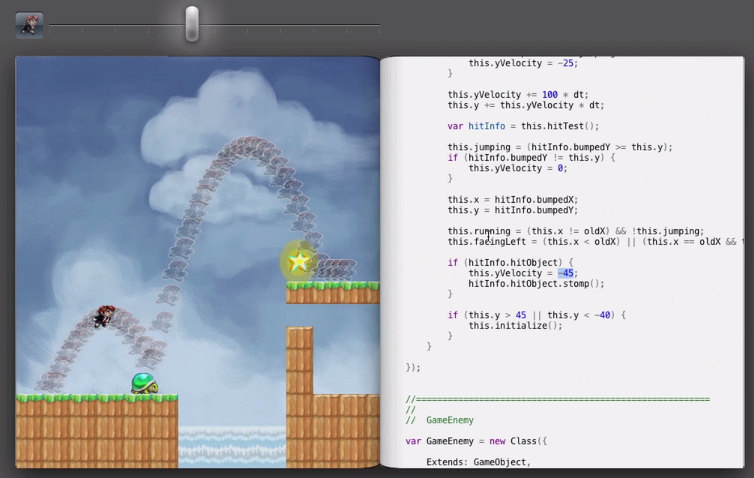 this.yVelocity = -25;
}
this.yVelocity += 100 * dt;
this.y += this.yVelocity * dt;
var hitInfo = this.hitTest();
this.jumping = (hitInfo.bumpedY >= this.y);
if (hitInfo.bumpedY != this.y) {
this.yVelocity = 0;
}
this.x = hitInfo.bumpedX;
this.y = hitInfo.bumpedY;
this.running = (this.x != oldX) && !this.jumping;
this.facingLeft = (this.x < oldX) || (this.x == oldX &&
if (hitInfo.hitObject) {
this.yVelocity = -45;
hitInfo.hitObject.stomp();
}
if (this.y > 45 || this.y < -40) {
this.initialize();
}
}
});
//========================================================
//
// GameEnemy
var GameEnemy = new Class({
Extends: GameObject,